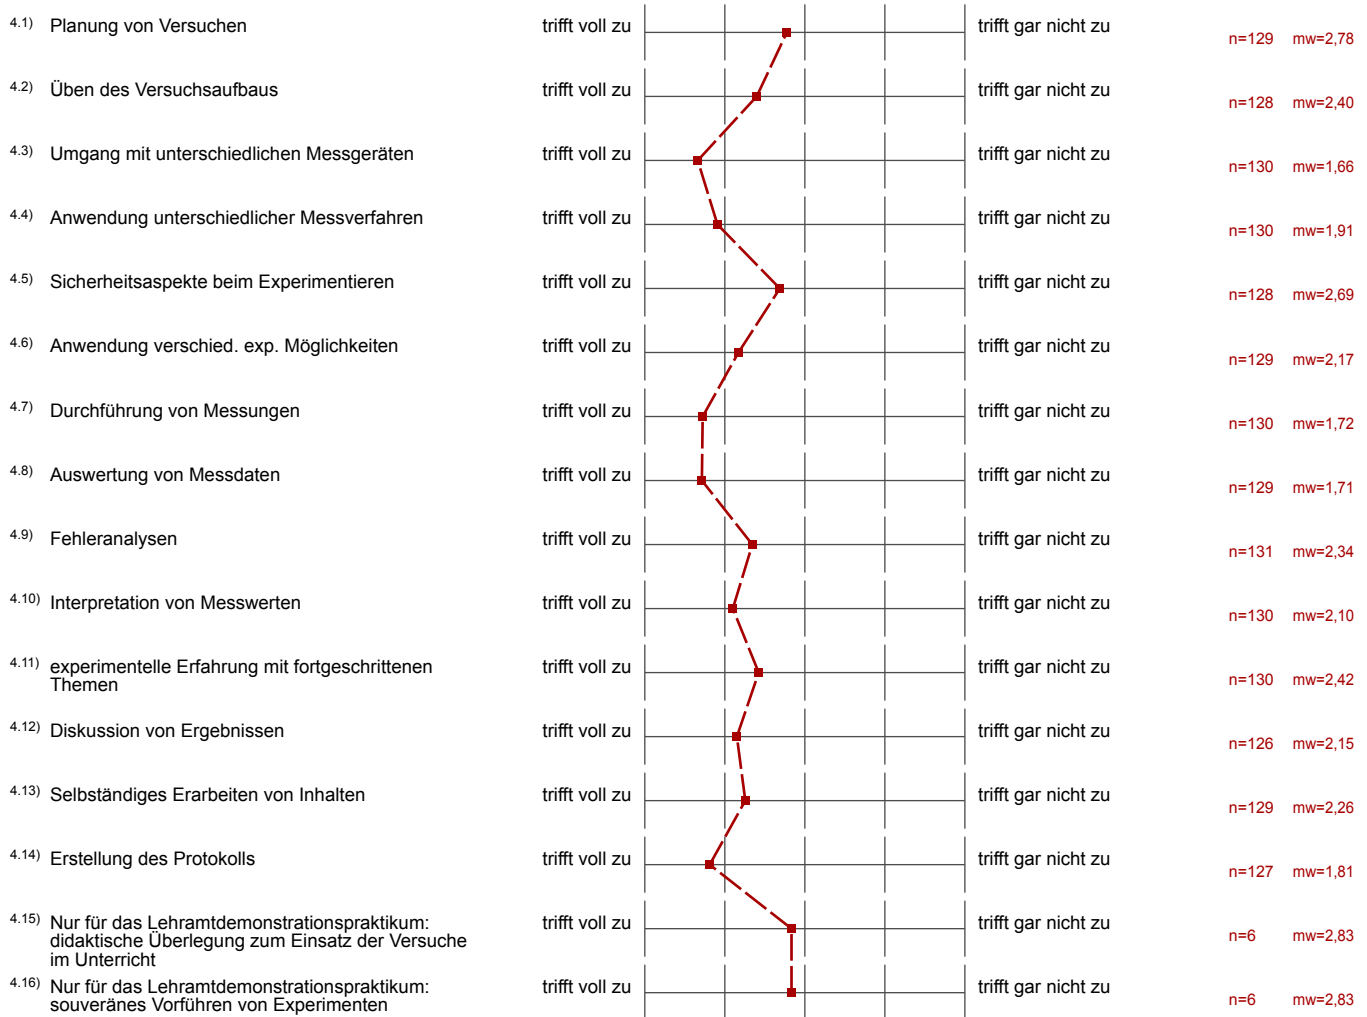 4.1) Planung von Versuchen trifft voll zu trifft gar nicht zu n=129 mw=2,78
4.2) Üben des Versuchsaufbaus trifft voll zu trifft gar nicht zu n=128 mw=2,40
4.3) Umgang mit unterschiedlichen Messgeräten trifft voll zu trifft gar nicht zu n=130 mw=1,66
4.4) Anwendung unterschiedlicher Messverfahren trifft voll zu trifft gar nicht zu n=130 mw=1,91
4.5) Sicherheitsaspekte beim Experimentieren trifft voll zu trifft gar nicht zu n=128 mw=2,69
4.6) Anwendung verschied. exp. Möglichkeiten trifft voll zu trifft gar nicht zu n=129 mw=2,17
4.7) Durchführung von Messungen trifft voll zu trifft gar nicht zu n=130 mw=1,72
4.8) Auswertung von Messdaten trifft voll zu trifft gar nicht zu n=129 mw=1,71
4.9) Fehleranalysen trifft voll zu trifft gar nicht zu n=131 mw=2,34
4.10) Interpretation von Messwerten trifft voll zu trifft gar nicht zu n=130 mw=2,10
4.11) experimentelle Erfahrung mit fortgeschrittenen trifft voll zu trifft gar nicht zu
Themen n=130 mw=2,42
4.12) Diskussion von Ergebnissen trifft voll zu trifft gar nicht zu n=126 mw=2,15
4.13) Selbständiges Erarbeiten von Inhalten trifft voll zu trifft gar nicht zu n=129 mw=2,26
4.14) Erstellung des Protokolls trifft voll zu trifft gar nicht zu n=127 mw=1,81
4.15) Nur für das Lehramtdemonstrationspraktikum: trifft voll zu trifft gar nicht zu
didaktische Überlegung zum Einsatz der Versuche n=6 mw=2,83
im Unterricht
4.16) Nur für das Lehramtdemonstrationspraktikum: trifft voll zu trifft gar nicht zu
souveränes Vorführen von Experimenten n=6 mw=2,83